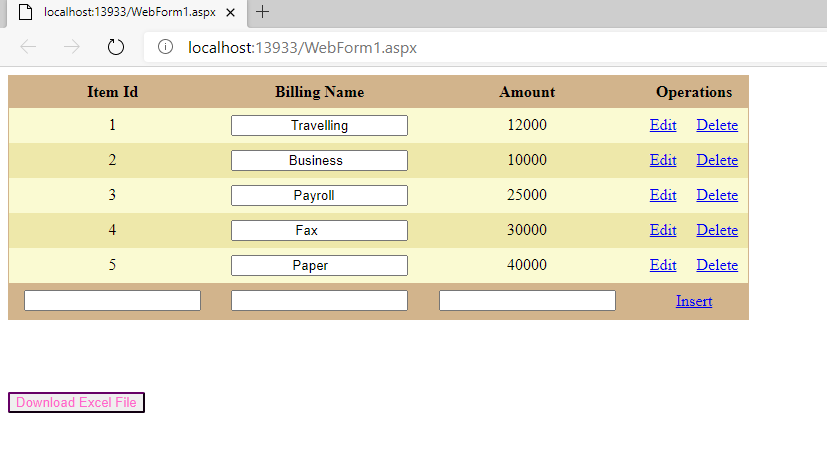 localhost:13933/WebForm1.aspx
localhost:13933/WebForm1.aspx
Item Id Billing Name Amount Operations
1 Travelling 12000 Edit Delete
2 Business 10000 Edit Delete
3 Payroll 25000 Edit Delete
4 Fax 30000 Edit Delete
5 Paper 40000 Edit Delete
Insert
Download Excel File